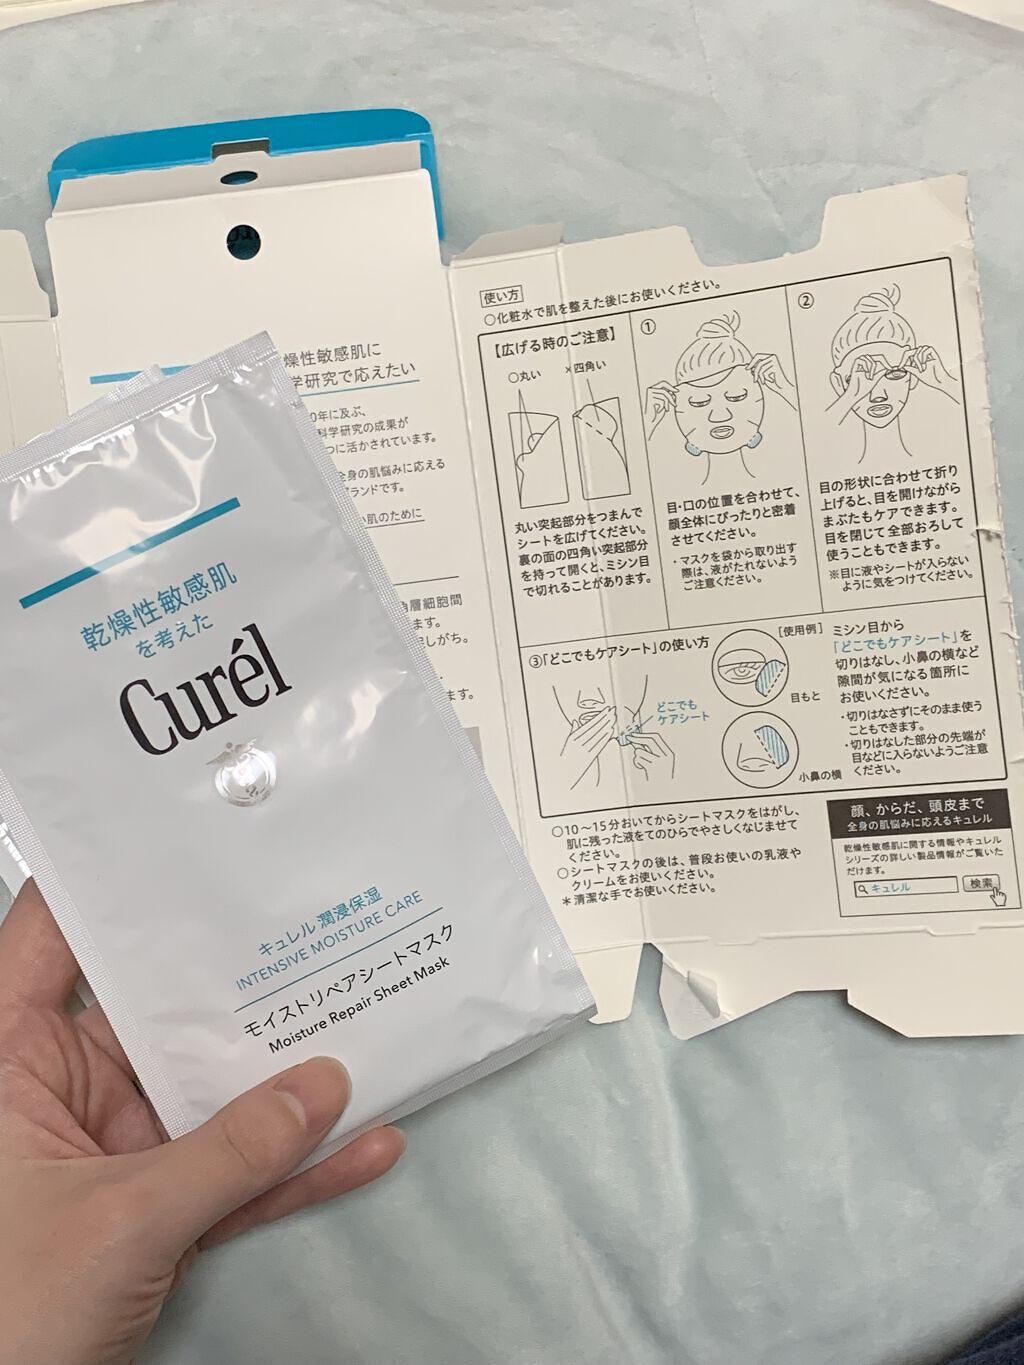 燥性敏感肌に
学研究で応えたい
0年に及ぶ、
科学研究の成果が
つに活かされています。
全身の肌悩みに応える
ランドです。
い肌のために
角層細胞間
ます。
しがち。
ます。
乾燥性敏感肌
を考えた
Curél
キュレル 潤浸保湿
INTENSIVE MOISTURE CARE
モイストリペアシートマスク
Moisture Repair Sheet Mask
使い方
○化粧水で肌を整えた後にお使いください。
【広げる時のご注意】
○丸い
×四角い
丸い突起部分をつまんで
シートを広げてください。
裏の面の四角い突起部分
を持って開くと、ミシン目
で切れることがあります。
①
目・口の位置を合わせて、
顔全体にぴったりと密着
させてください。
・マスクを袋から取り出す
際は、液がたれないよう
ご注意ください。
②
目の形状に合わせて折り
上げると、目を開けながら
まぶたもケアできます。
目を閉じて全部おろして
使うこともできます。
※目に液やシートが入らない
ように気をつけてください。
③「どこでもケアシート」の使い方
どこでも
ケアシート
[使用例]
目もと
小鼻の横
ミシン目から
「どこでもケアシート」を
切りはなし、小鼻の横など
隙間が気になる箇所に
お使いください。
・切りはなさずにそのまま使う
こともできます。
・切りはなした部分の先端が
目などに入らないようご注意
ください。
○10～15分おいてからシートマスクをはがし、
肌に残った液をてのひらでやさしくなじませて
ください。
○シートマスクの後は、普段お使いの乳液や
クリームをお使いください。
＊清潔な手でお使いください。
顔、からだ、頭皮まで
全身の肌悩みに応えるキュレル
乾燥性敏感肌に関する情報やキュレル
シリーズの詳しい製品情報がご覧いた
だけます。
キュレル
検索